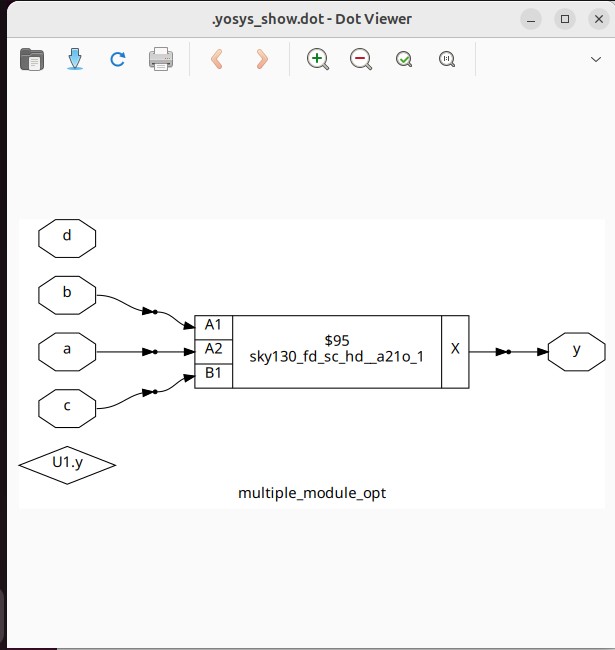 .yosys_show.dot - Dot Viewer
d
b
a
c
U1.y
A1
A2
B1
$95
sky130_fd_sc_hd__a21o_1
X
y
multiple_module_opt